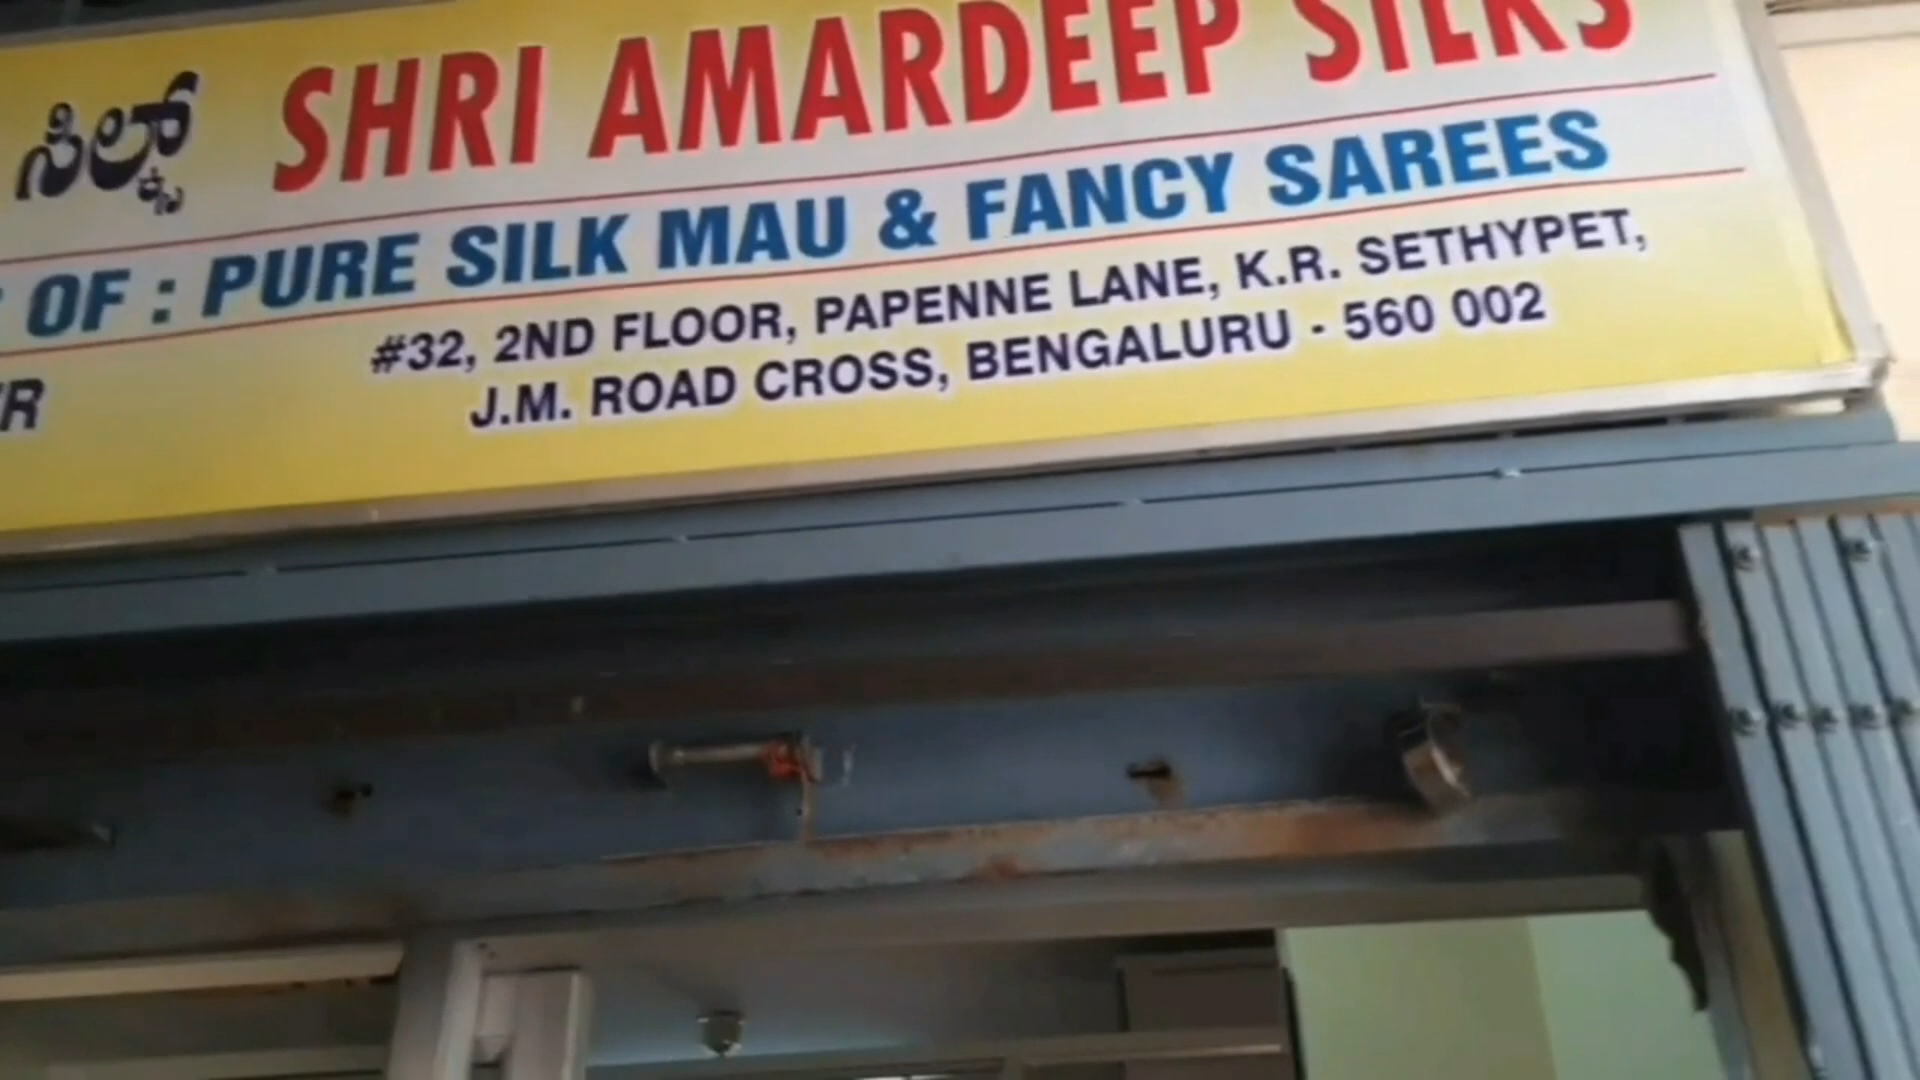 ಸಿಲ್ಕ್ಸ್ SHRI AMARDEEP SILKS
OF : PURE SILK MAU & FANCY SAREES
#32, 2ND FLOOR, PAPENNE LANE, K.R. SETHYPET,
J.M. ROAD CROSS, BENGALURU - 560 002